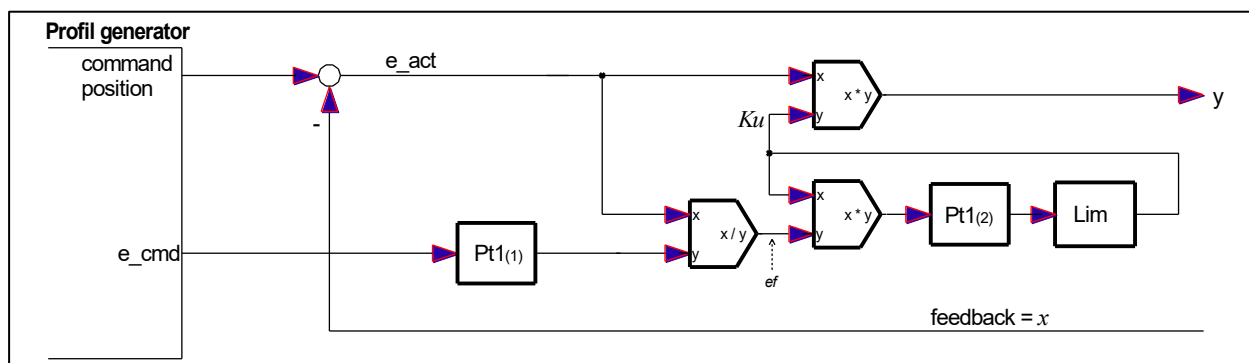 Profil generator
command
position
e_act
-
x
x * y
y
y
Ku
x
x / y
y
x
x * y
y
Pt1(2)
Lim
e_cmd
Pt1(1)
ef
feedback = x